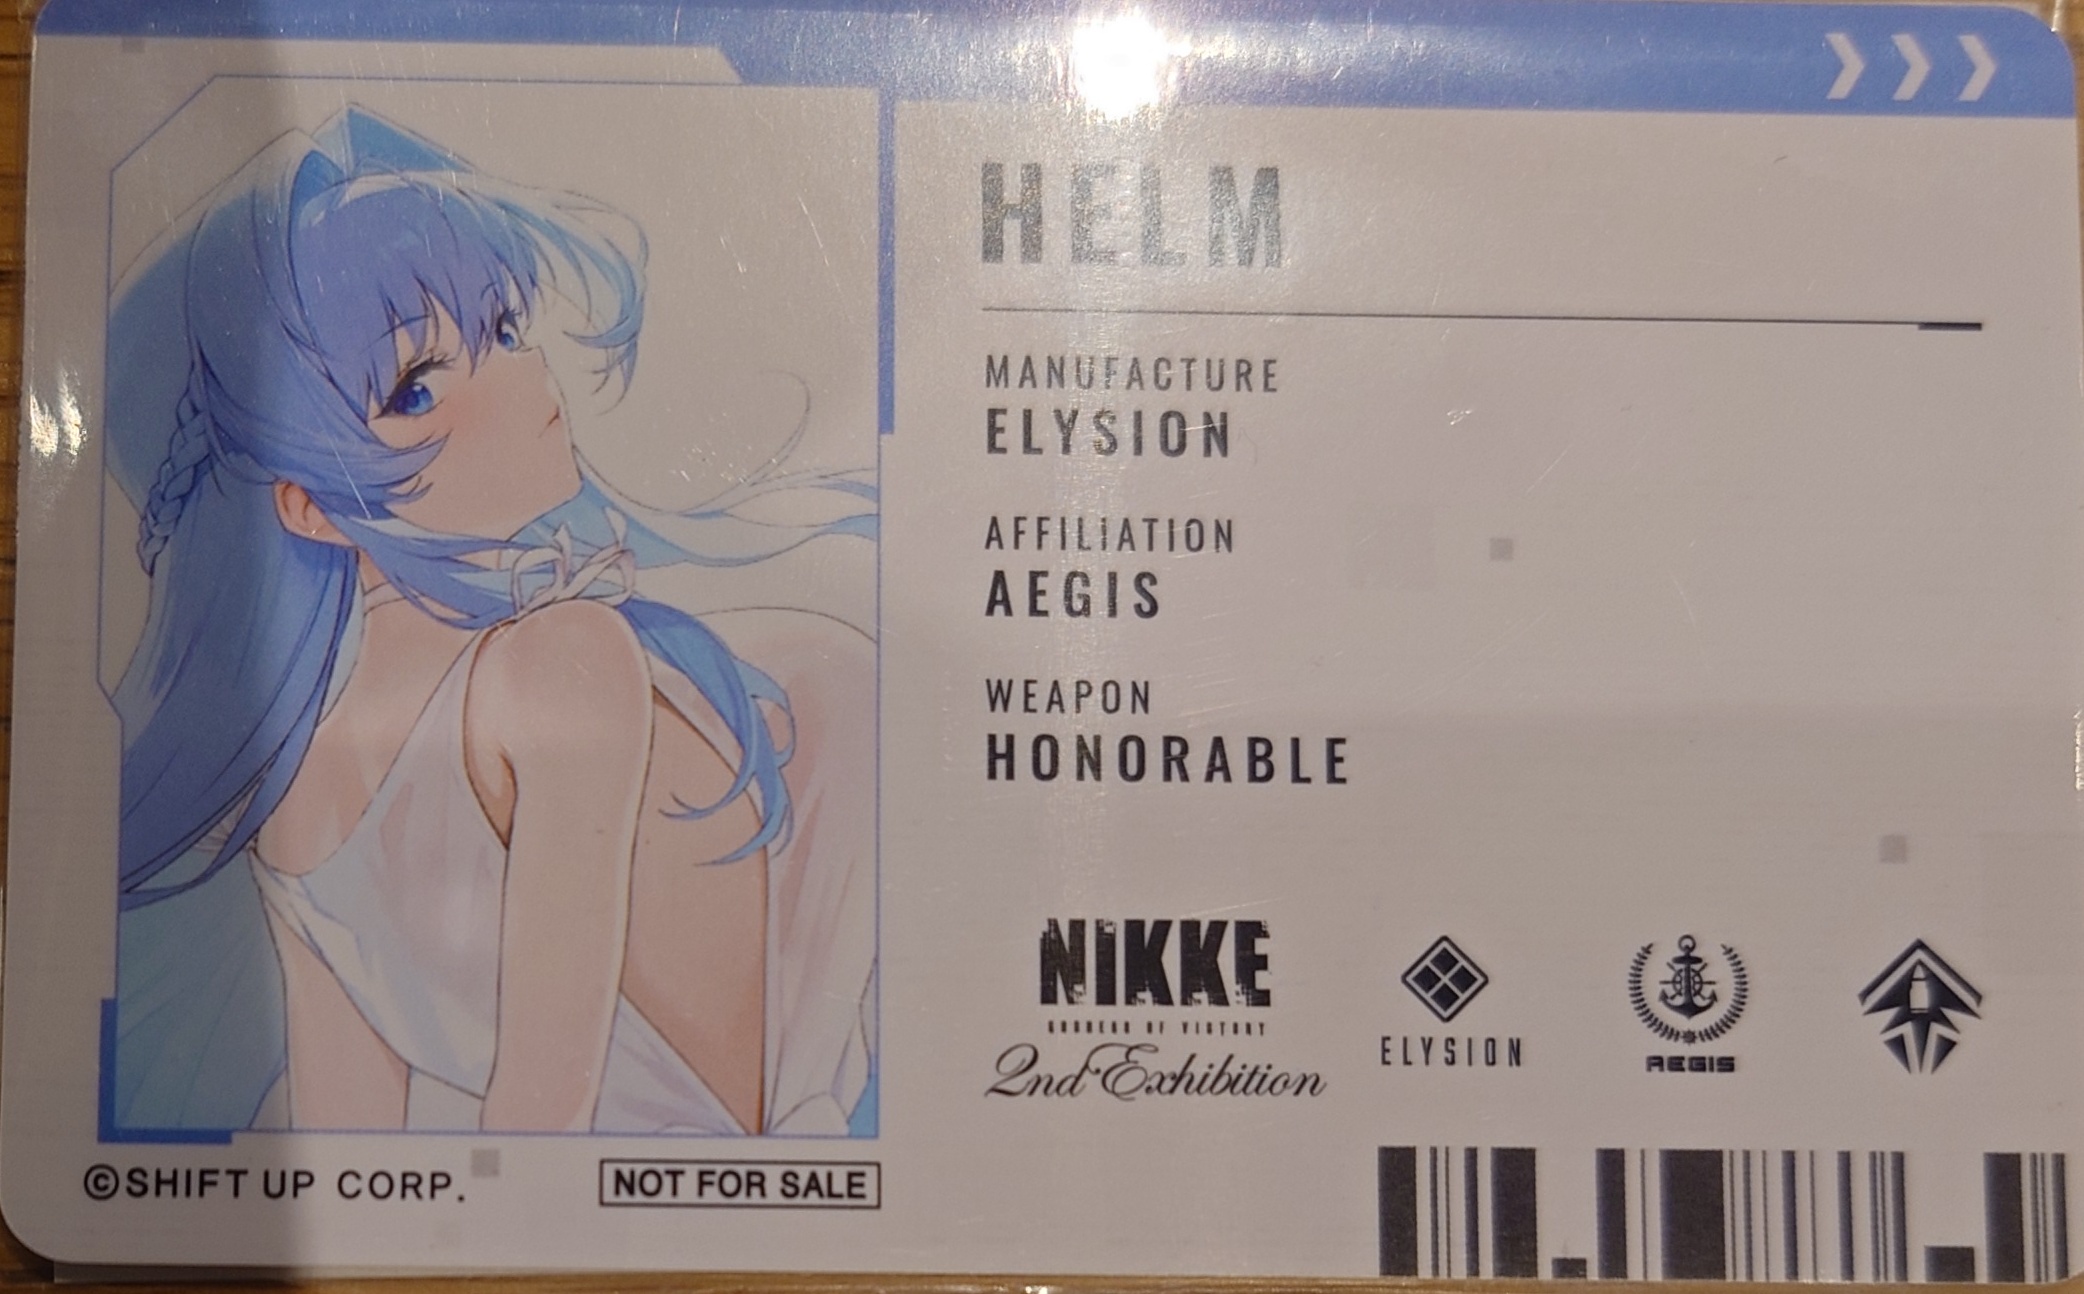 HELM
MANUFACTURE
ELYSION
AFFILIATION
AEGIS
WEAPON
HONORABLE
NIKKE
GODDESS OF VICTORY
2nd Exhibition
ELYSION
AEGIS
©SHIFT UP CORP.
NOT FOR SALE